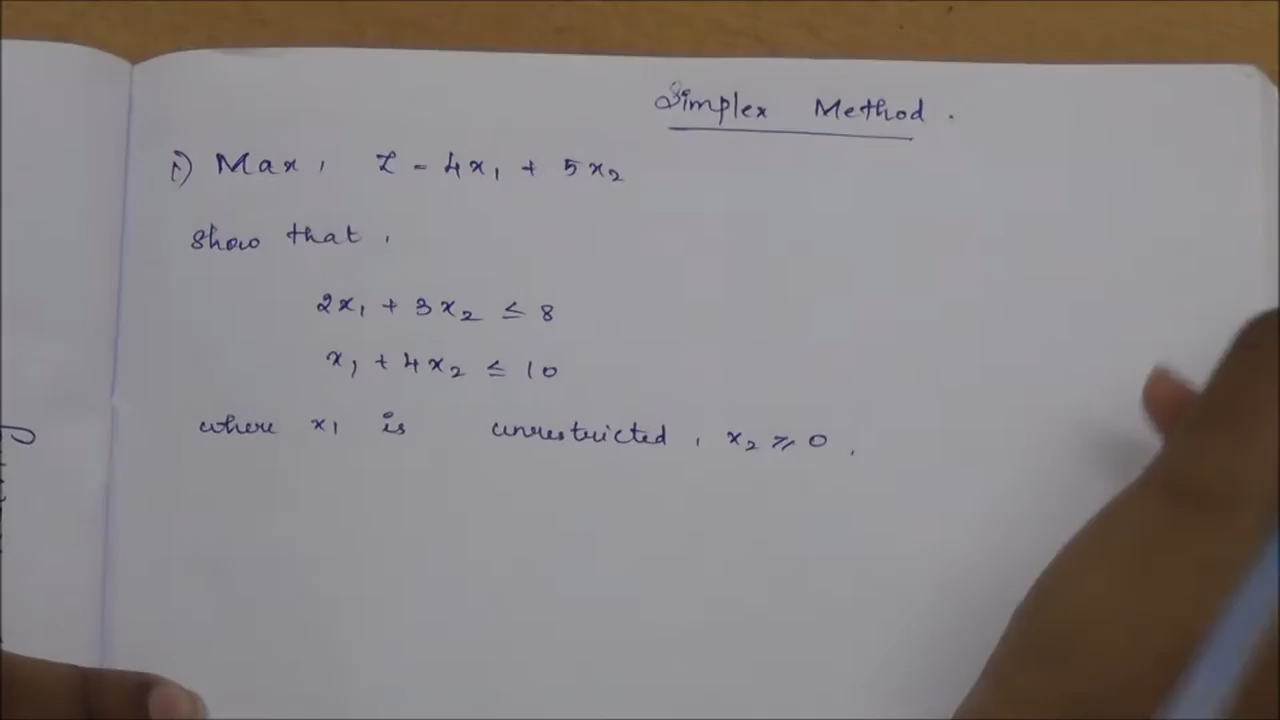 Simplex Method .
i) Max, Z = 4x₁ + 5x₂
show that ,
2x₁ + 3x₂ ≤ 8
x₁ + 4x₂ ≤ 10
where x₁ is unrestricted , x₂ ≥ 0 .